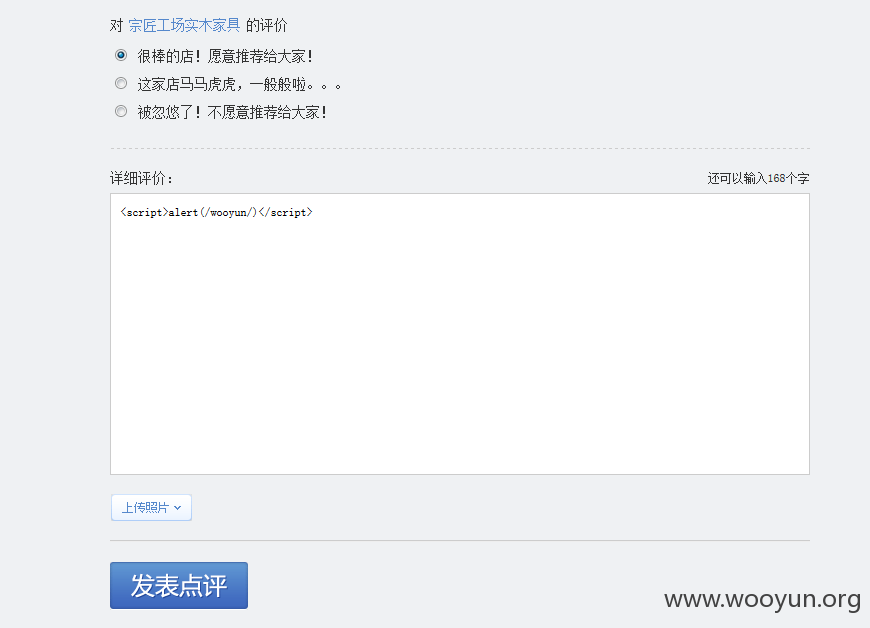 对 宗匠工场实木家具 的评价
很棒的店！愿意推荐给大家！
这家店马马虎虎，一般般啦。。。
被忽悠了！不愿意推荐给大家！
详细评价： 还可以输入168个字
<script>alert(/wooyun/)</script>
上传照片
发表点评
www.wooyun.org